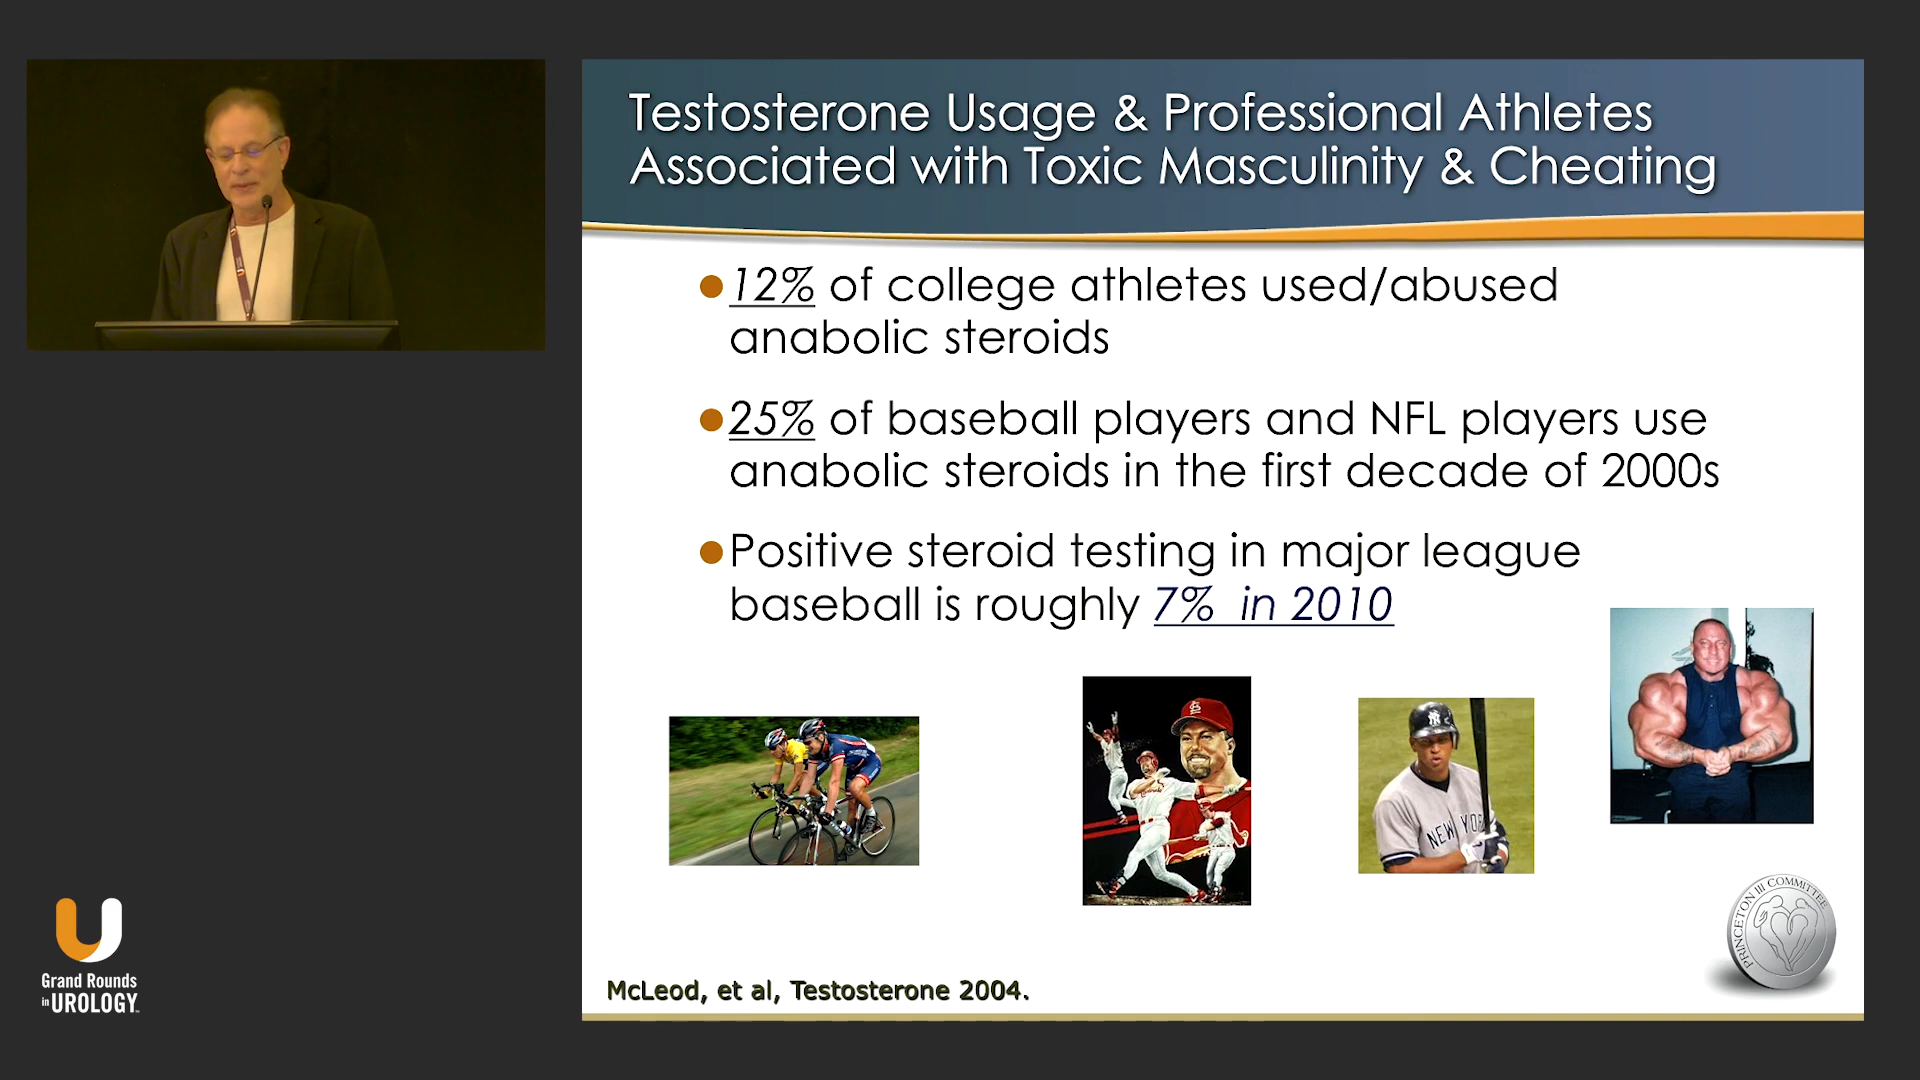 Testosterone Usage & Professional Athletes
Associated with Toxic Masculinity & Cheating
12% of college athletes used/abused
anabolic steroids
25% of baseball players and NFL players use
anabolic steroids in the first decade of 2000s
Positive steroid testing in major league
baseball is roughly 7% in 2010
NEW YOR
PRINCETON III COMMITTEE
McLeod, et al, Testosterone 2004.
Grand Rounds
in UROLOGY